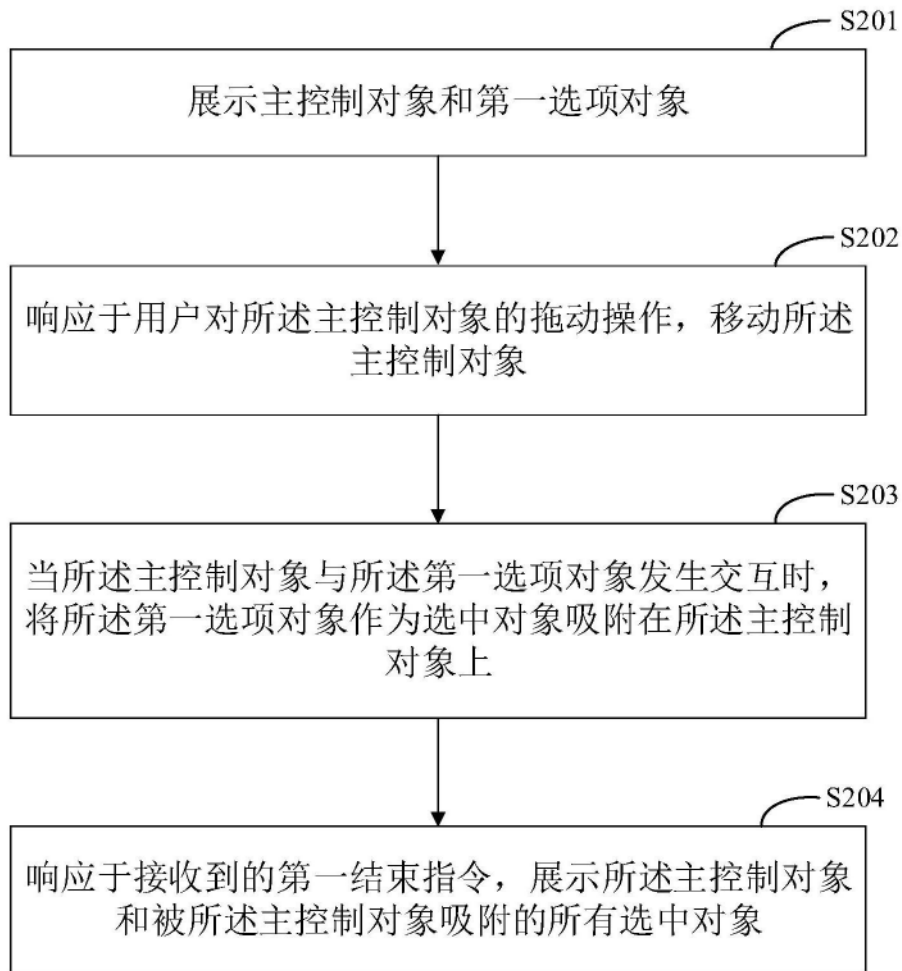 S201
展示主控制对象和第一选项对象
S202
响应于用户对所述主控制对象的拖动操作，移动所述
主控制对象
S203
当所述主控制对象与所述第一选项对象发生交互时，
将所述第一选项对象作为选中对象吸附在所述主控制
对象上
S204
响应于接收到的第一结束指令，展示所述主控制对象
和被所述主控制对象吸附的所有选中对象